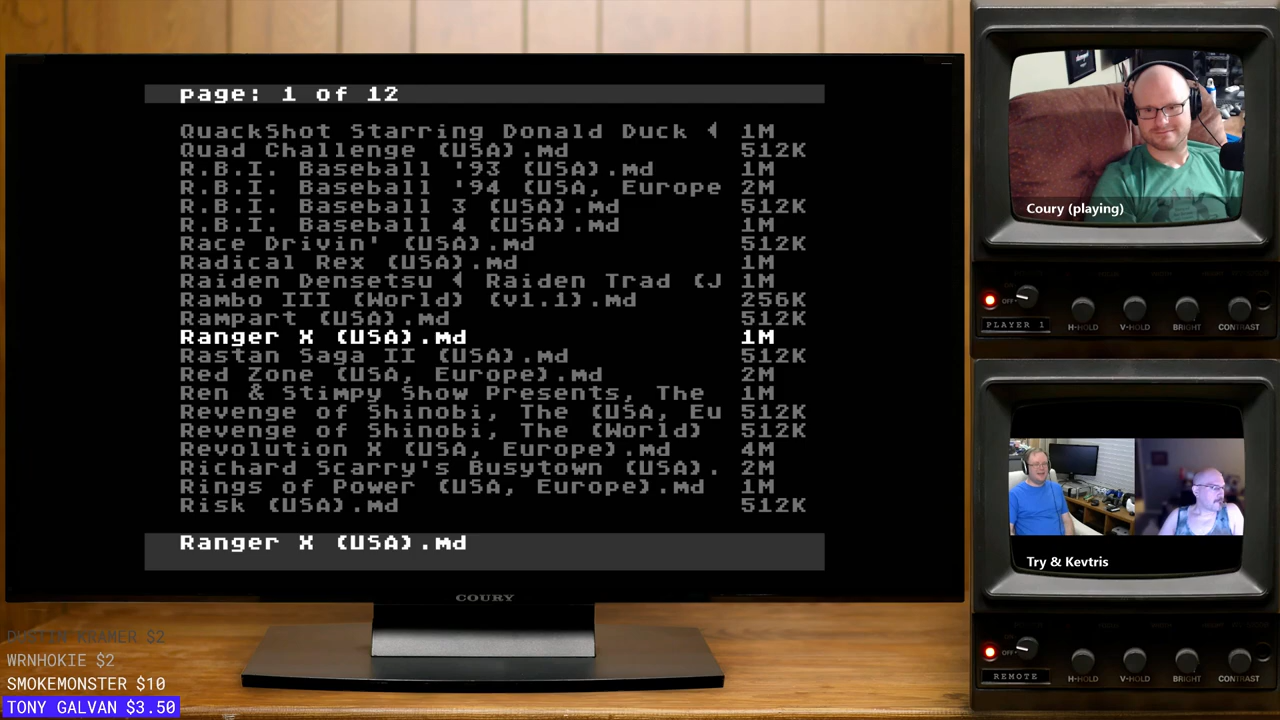 page: 1 of 12
QuackShot Starring Donald Duck 1M
Quad Challenge (USA).md 512K
R.B.I. Baseball '93 (USA).md 1M
R.B.I. Baseball '94 (USA, Europe 2M
R.B.I. Baseball 3 (USA).md 512K
R.B.I. Baseball 4 (USA).md 1M
Race Drivin' (USA).md 512K
Radical Rex (USA).md 1M
Raiden Densetsu Raiden Trad (J 1M
Rambo III (World) (v1.1).md 256K
Rampart (USA).md 512K
Ranger X (USA).md 1M
Rastan Saga II (USA).md 512K
Red Zone (USA, Europe).md 2M
Ren & Stimpy Show Presents, The 1M
Revenge of Shinobi, The (USA, Eu 512K
Revenge of Shinobi, The (World) 512K
Revolution X (USA, Europe).md 4M
Richard Scarry's Busytown (USA). 2M
Rings of Power (USA, Europe).md 1M
Risk (USA).md 512K
Ranger X (USA).md
COURY
KRAMER $2
WRNHOKIE $2
SMOKEMONSTER $10
TONY GALVAN $3.50
Coury (playing)
OFF
PLAYER 1
H-HOLD V-HOLD BRIGHT CONTRAST
Try & Kevtris
OFF
REMOTE
H-HOLD V-HOLD BRIGHT CONTRAST